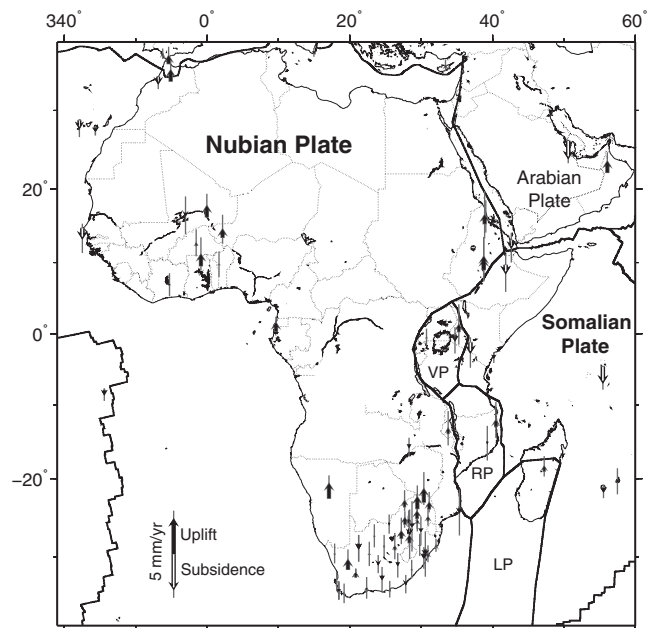 340° 0° 20° 40° 60°
Nubian Plate
20°
Arabian
Plate
0°
Somalian
Plate
VP
−20°
RP
5 mm/yr
Uplift
Subsidence
LP